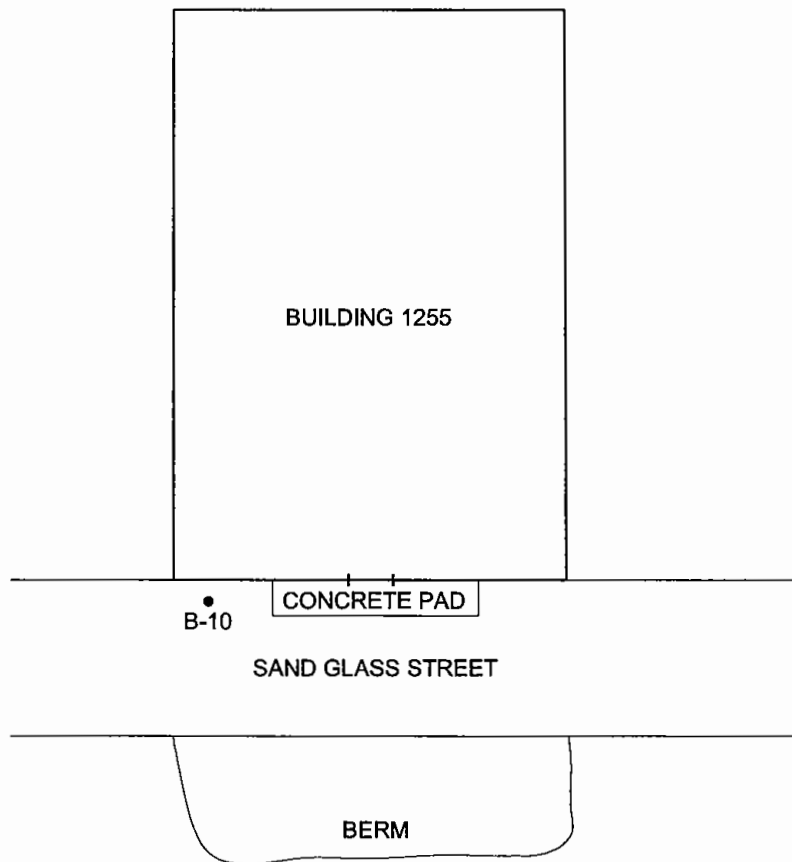 BUILDING 1255
CONCRETE PAD
B-10
SAND GLASS STREET
BERM